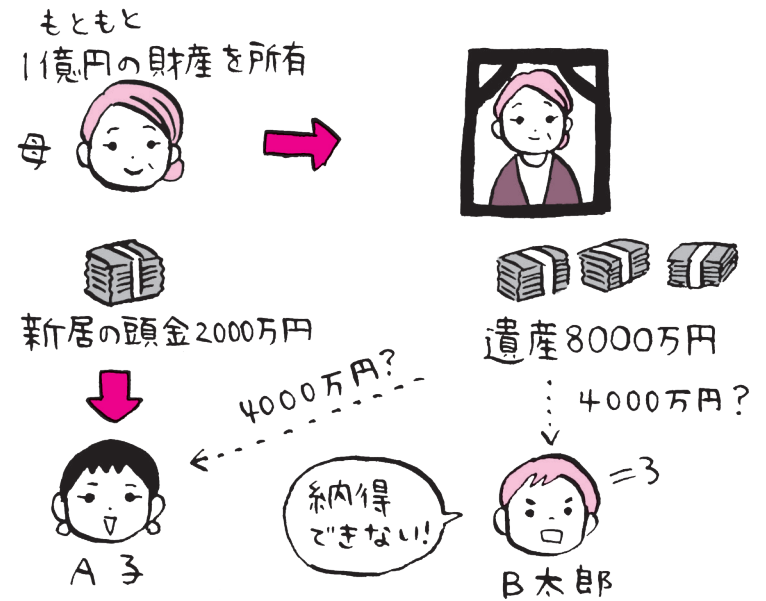 もともと
1億円の財産を所有
母
新居の頭金2000万円
遺産8000万円
4000万円?
4000万円?
納得
できない!
A子
B太郎